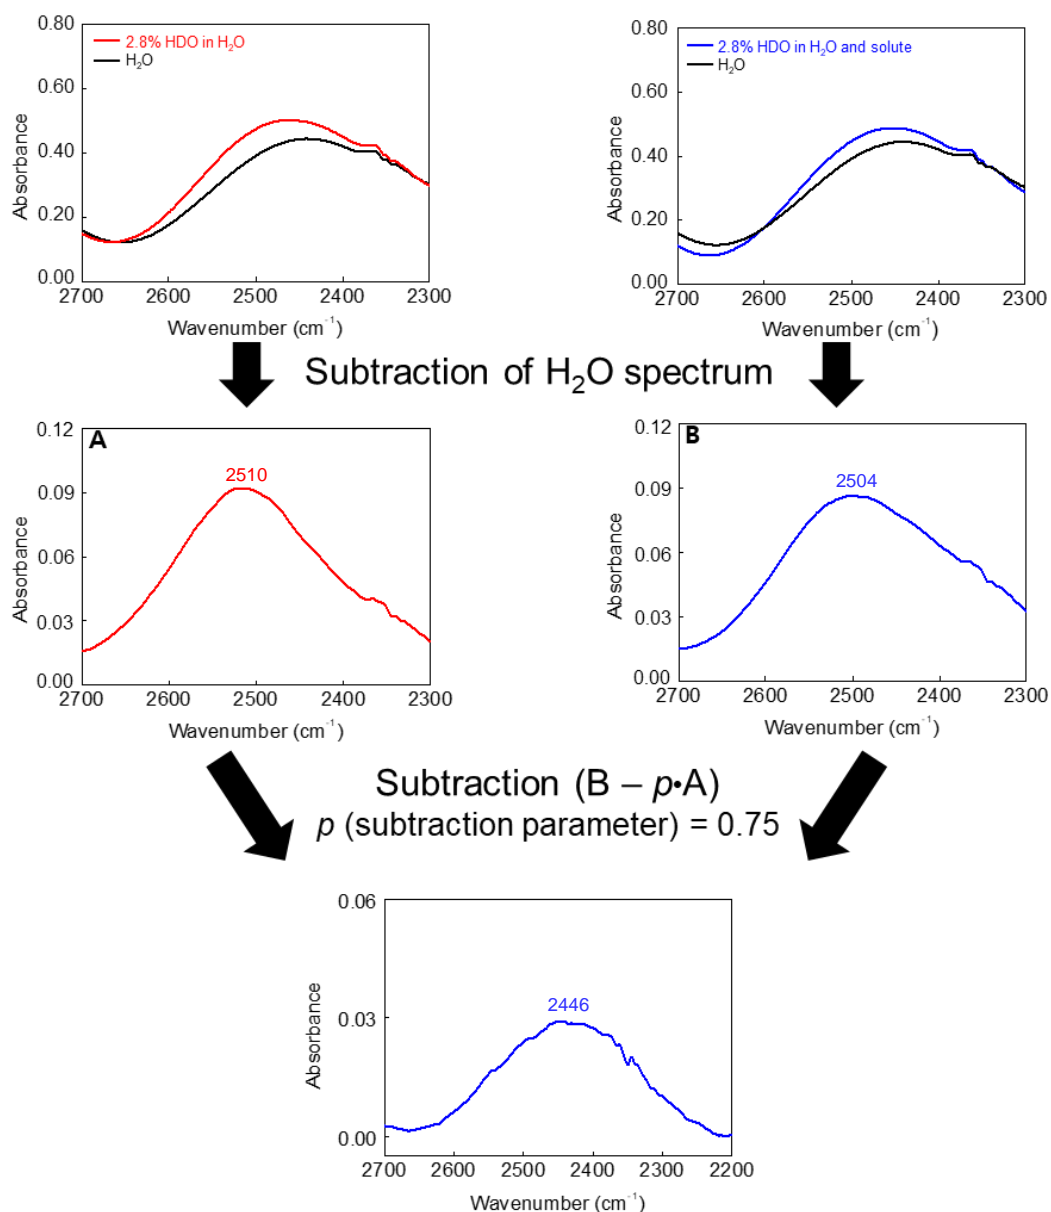 0.80
0.60
0.40
0.20
0.00
Absorbance
2.8% HDO in H₂O
H₂O
2700 2600 2500 2400 2300
Wavenumber (cm⁻¹)
0.80
0.60
0.40
0.20
0.00
Absorbance
2.8% HDO in H₂O and solute
H₂O
2700 2600 2500 2400 2300
Wavenumber (cm⁻¹)
Subtraction of H₂O spectrum
0.12
0.09
0.06
0.03
0.00
Absorbance
A
2510
2700 2600 2500 2400 2300
Wavenumber (cm⁻¹)
0.12
0.09
0.06
0.03
0.00
Absorbance
B
2504
2700 2600 2500 2400 2300
Wavenumber (cm⁻¹)
Subtraction (B – p•A)
p (subtraction parameter) = 0.75
0.06
0.03
0.00
Absorbance
2446
2700 2600 2500 2400 2300 2200
Wavenumber (cm⁻¹)